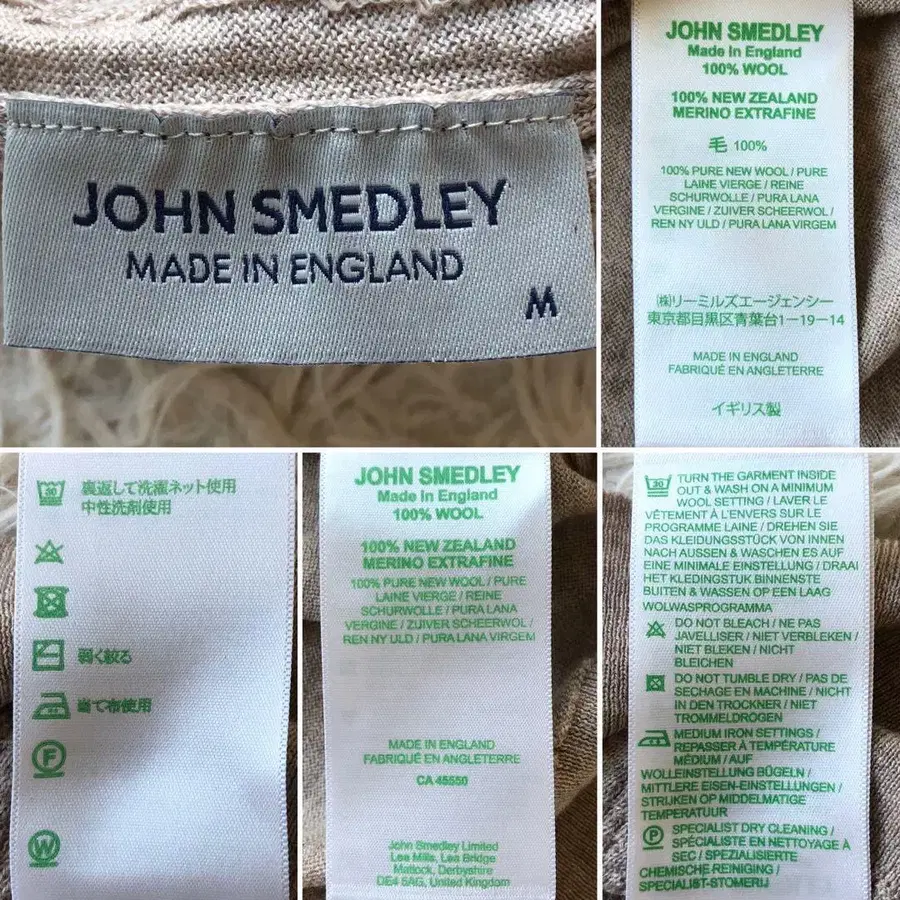 JOHN SMEDLEY
MADE IN ENGLAND
M
JOHN SMEDLEY
Made In England
100% WOOL
100% NEW ZEALAND
MERINO EXTRAFINE
毛 100%
100% PURE NEW WOOL / PURE
LAINE VIERGE / REINE
SCHURWOLLE / PURA LANA
VERGINE / ZUIVER SCHEERWOL /
REN NY ULD / PURA LANA VIRGEM
(株)リーミルズエージェンシー
東京都目黒区青葉台1-19-14
MADE IN ENGLAND
FABRIQUÉ EN ANGLETERRE
イギリス製
30
裏返して洗濯ネット使用
中性洗剤使用
弱く絞る
当て布使用
F
W
JOHN SMEDLEY
Made In England
100% WOOL
100% NEW ZEALAND
MERINO EXTRAFINE
100% PURE NEW WOOL / PURE
LAINE VIERGE / REINE
SCHURWOLLE / PURA LANA
VERGINE / ZUIVER SCHEERWOL /
REN NY ULD / PURA LANA VIRGEM
MADE IN ENGLAND
FABRIQUÉ EN ANGLETERRE
CA 45550
John Smedley Limited
Lea Mills, Lea Bridge
Matlock, Derbyshire
DE4 5AG, United Kingdom
30
TURN THE GARMENT INSIDE
OUT & WASH ON A MINIMUM
WOOL SETTING / LAVER LE
VÊTEMENT À L'ENVERS SUR LE
PROGRAMME LAINE / DREHEN SIE
DAS KLEIDUNGSSTÜCK VON INNEN
NACH AUSSEN & WASCHEN ES AUF
EINE MINIMALE EINSTELLUNG / DRAAI
HET KLEDINGSTUK BINNENSTE
BUITEN & WASSEN OP EEN LAAG
WOLWASPROGRAMMA
DO NOT BLEACH / NE PAS
JAVELLISER / NIET VERBLEKEN /
NIET BLEKEN / NICHT
BLEICHEN
DO NOT TUMBLE DRY / PAS DE
SECHAGE EN MACHINE / NICHT
IN DEN TROCKNER / NIET
TROMMELDRÖGEN
MEDIUM IRON SETTINGS /
REPASSER À TEMPÉRATURE
MÉDIUM / AUF
WOLLEINSTELLUNG BÜGELN /
MITTLERE EISEN-EINSTELLUNGEN /
STRIJKEN OP MIDDELMATIGE
TEMPERATUUR
P
SPECIALIST DRY CLEANING /
SPÉCIALISTE EN NETTOYAGE À
SEC / SPEZIALISIERTE
CHEMISCHE REINIGUNG /
SPECIALIST-STOMERIJ